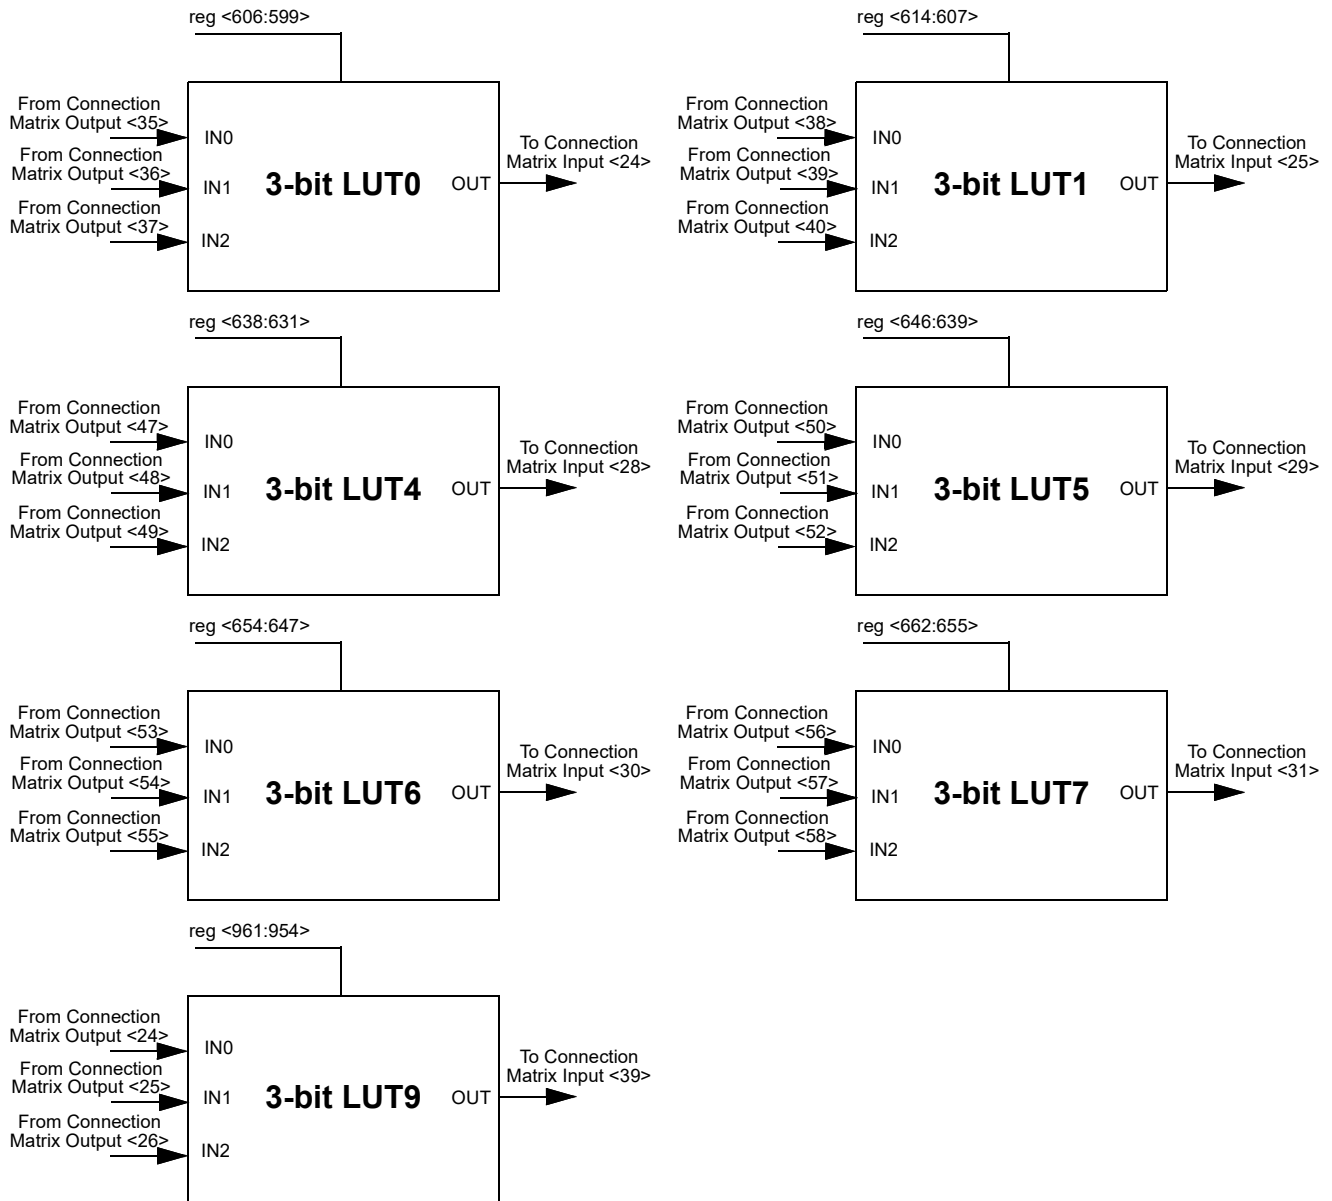 reg <606:599>
From Connection
Matrix Output <35>
From Connection
Matrix Output <36>
From Connection
Matrix Output <37>
IN0
IN1
IN2
3-bit LUT0
OUT
To Connection
Matrix Input <24>
reg <614:607>
From Connection
Matrix Output <38>
From Connection
Matrix Output <39>
From Connection
Matrix Output <40>
IN0
IN1
IN2
3-bit LUT1
OUT
To Connection
Matrix Input <25>
reg <638:631>
From Connection
Matrix Output <47>
From Connection
Matrix Output <48>
From Connection
Matrix Output <49>
IN0
IN1
IN2
3-bit LUT4
OUT
To Connection
Matrix Input <28>
reg <646:639>
From Connection
Matrix Output <50>
From Connection
Matrix Output <51>
From Connection
Matrix Output <52>
IN0
IN1
IN2
3-bit LUT5
OUT
To Connection
Matrix Input <29>
reg <654:647>
From Connection
Matrix Output <53>
From Connection
Matrix Output <54>
From Connection
Matrix Output <55>
IN0
IN1
IN2
3-bit LUT6
OUT
To Connection
Matrix Input <30>
reg <662:655>
From Connection
Matrix Output <56>
From Connection
Matrix Output <57>
From Connection
Matrix Output <58>
IN0
IN1
IN2
3-bit LUT7
OUT
To Connection
Matrix Input <31>
reg <961:954>
From Connection
Matrix Output <24>
From Connection
Matrix Output <25>
From Connection
Matrix Output <26>
IN0
IN1
IN2
3-bit LUT9
OUT
To Connection
Matrix Input <39>